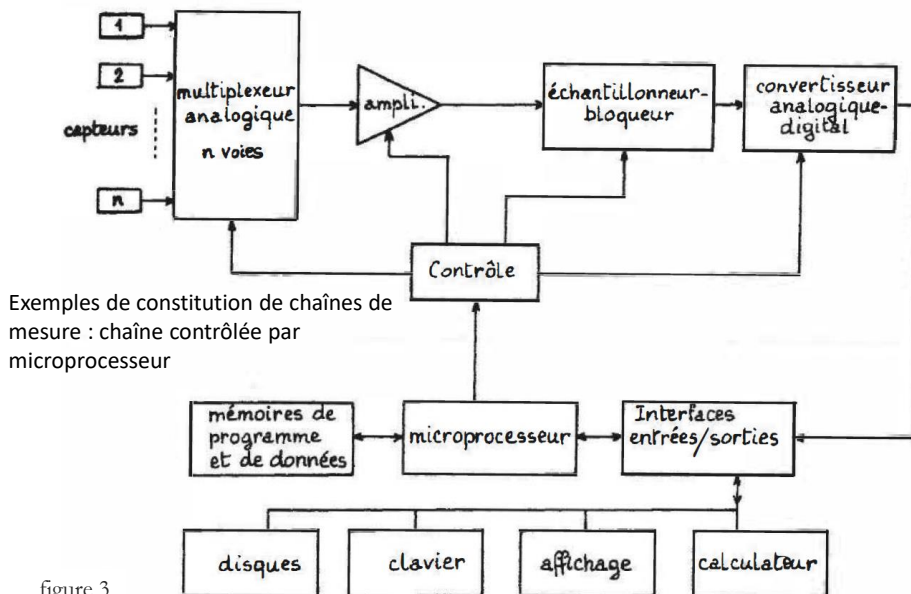 1
2
capteurs
n
multiplexeur
analogique
n voies
ampli.
échantillonneur-
bloqueur
convertisseur
analogique-
digital
Contrôle
Exemples de constitution de chaînes de
mesure : chaîne contrôlée par
microprocesseur
mémoires de
programme
et de données
microprocesseur
Interfaces
entrées/sorties
disques
clavier
affichage
calculateur
figure 3